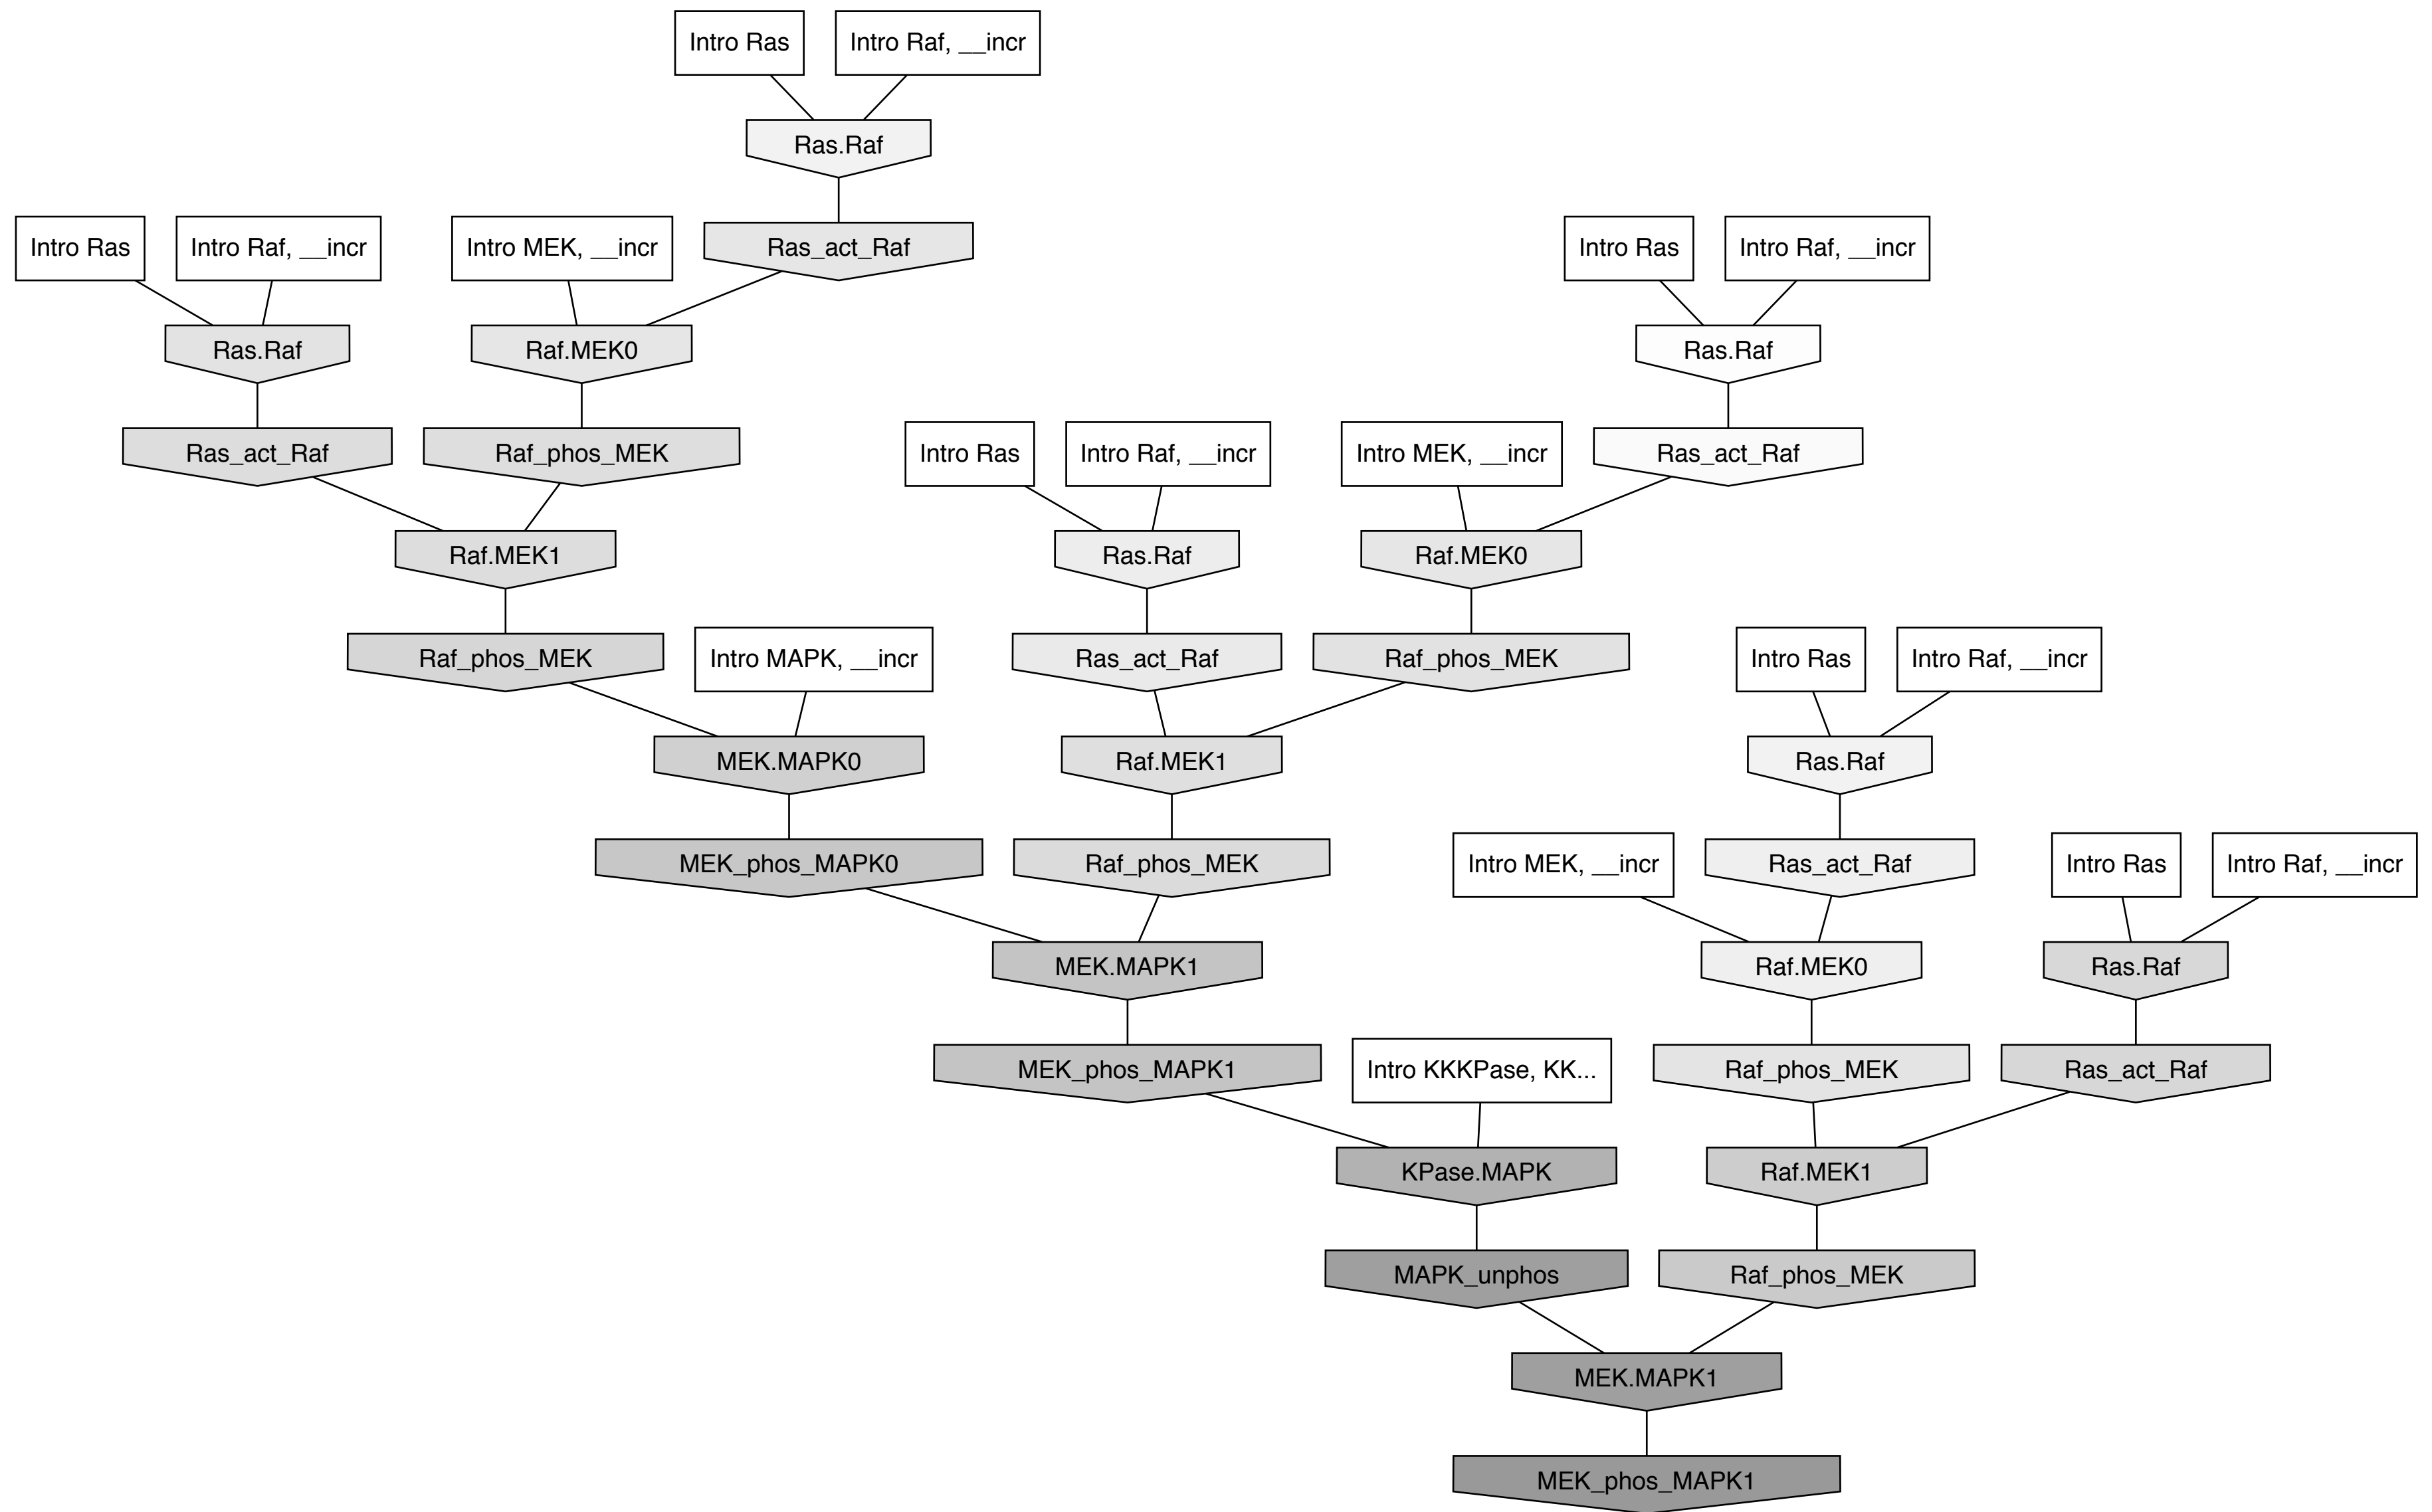 Intro Ras
Intro Raf, __incr
Ras.Raf
Intro Ras
Intro Raf, __incr
Intro MEK, __incr
Ras_act_Raf
Intro Ras
Intro Raf, __incr
Ras.Raf
Raf.MEK0
Ras.Raf
Ras_act_Raf
Raf_phos_MEK
Intro Ras
Intro Raf, __incr
Intro MEK, __incr
Ras_act_Raf
Raf.MEK1
Ras.Raf
Raf.MEK0
Raf_phos_MEK
Intro MAPK, __incr
Ras_act_Raf
Raf_phos_MEK
Intro Ras
Intro Raf, __incr
MEK.MAPK0
Raf.MEK1
Ras.Raf
MEK_phos_MAPK0
Raf_phos_MEK
Intro MEK, __incr
Ras_act_Raf
Intro Ras
Intro Raf, __incr
MEK.MAPK1
Raf.MEK0
Ras.Raf
MEK_phos_MAPK1
Intro KKKPase, KK...
Raf_phos_MEK
Ras_act_Raf
KPase.MAPK
Raf.MEK1
MAPK_unphos
Raf_phos_MEK
MEK.MAPK1
MEK_phos_MAPK1